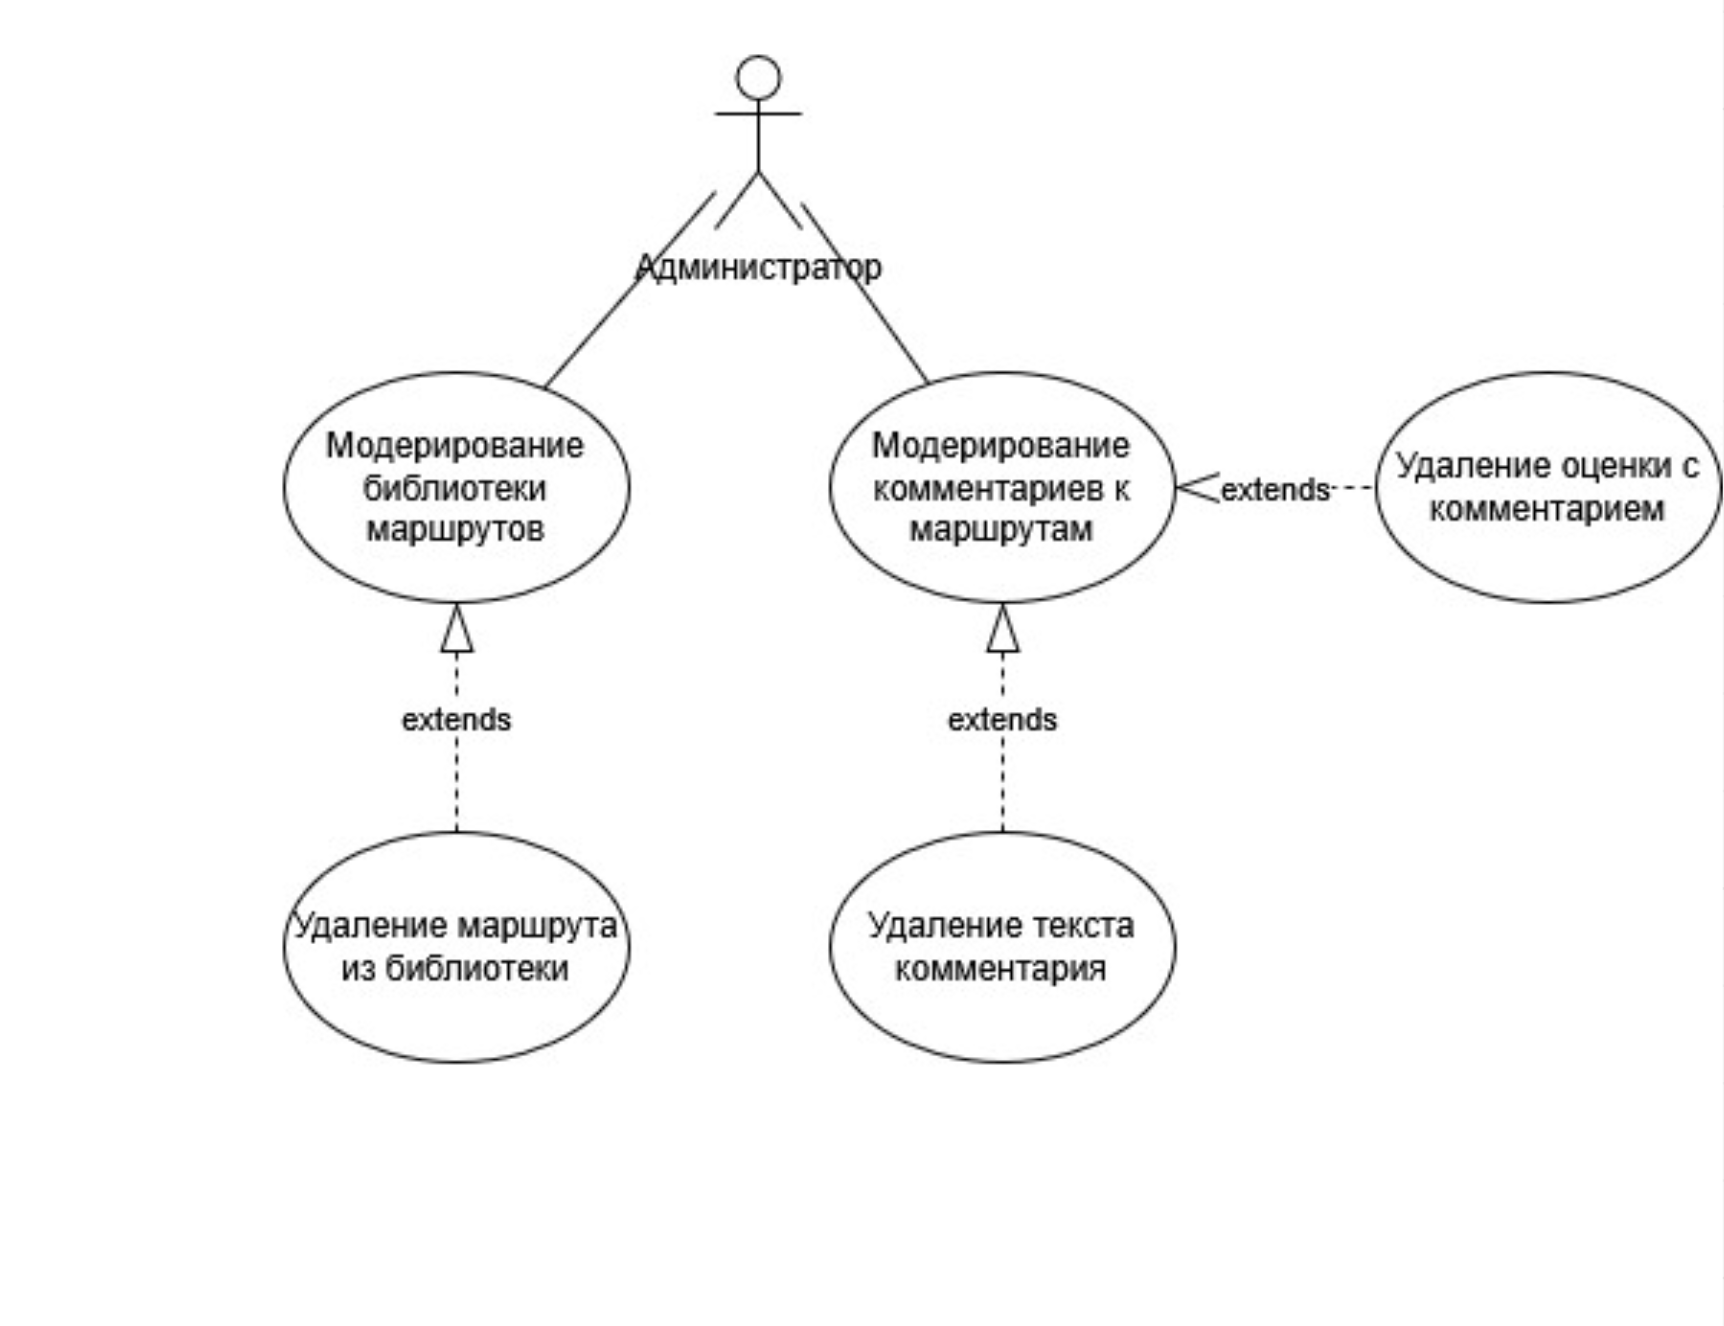 Администратор
Модерирование
библиотеки
маршрутов
Модерирование
комментариев к
маршрутам
extends
Удаление оценки с
комментарием
extends
extends
Удаление маршрута
из библиотеки
Удаление текста
комментария